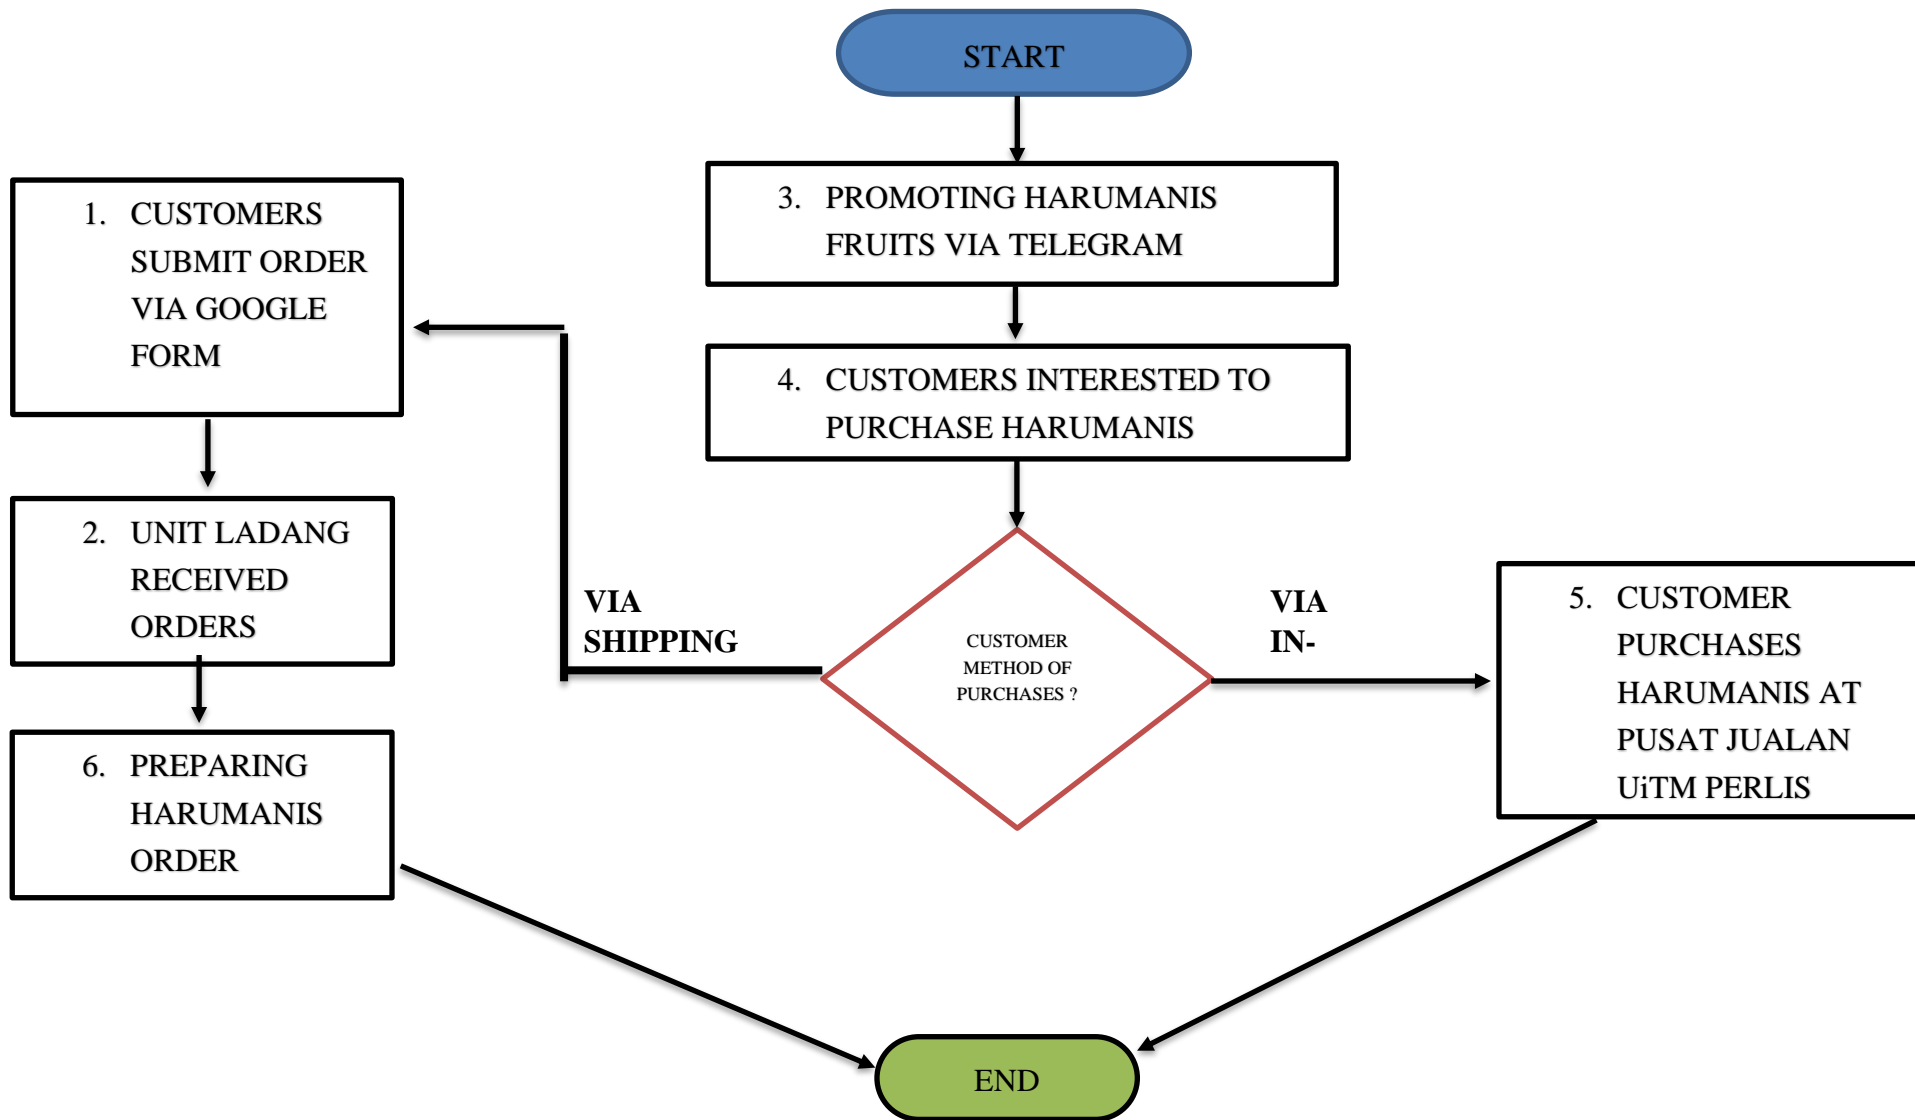 START
3. PROMOTING HARUMANIS
FRUITS VIA TELEGRAM
4. CUSTOMERS INTERESTED TO
PURCHASE HARUMANIS
CUSTOMER
METHOD OF
PURCHASES ?
VIA
SHIPPING
1. CUSTOMERS
SUBMIT ORDER
VIA GOOGLE
FORM
2. UNIT LADANG
RECEIVED
ORDERS
6. PREPARING
HARUMANIS
ORDER
VIA
IN-
5. CUSTOMER
PURCHASES
HARUMANIS AT
PUSAT JUALAN
UiTM PERLIS
END